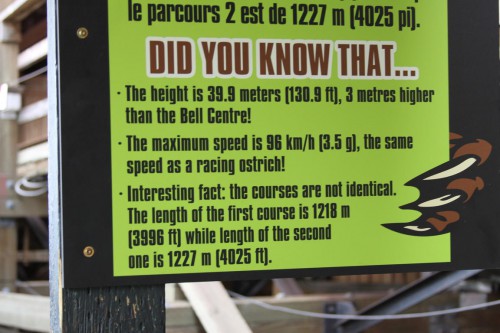 le parcours 2 est de 1227 m (4025 pi).
DID YOU KNOW THAT...
· The height is 39.9 meters (130.9 ft), 3 metres higher
than the Bell Centre!
· The maximum speed is 96 km/h (3.5 g), the same
speed as a racing ostrich!
· Interesting fact: the courses are not identical.
The length of the first course is 1218 m
(3996 ft) while length of the second
one is 1227 m (4025 ft).